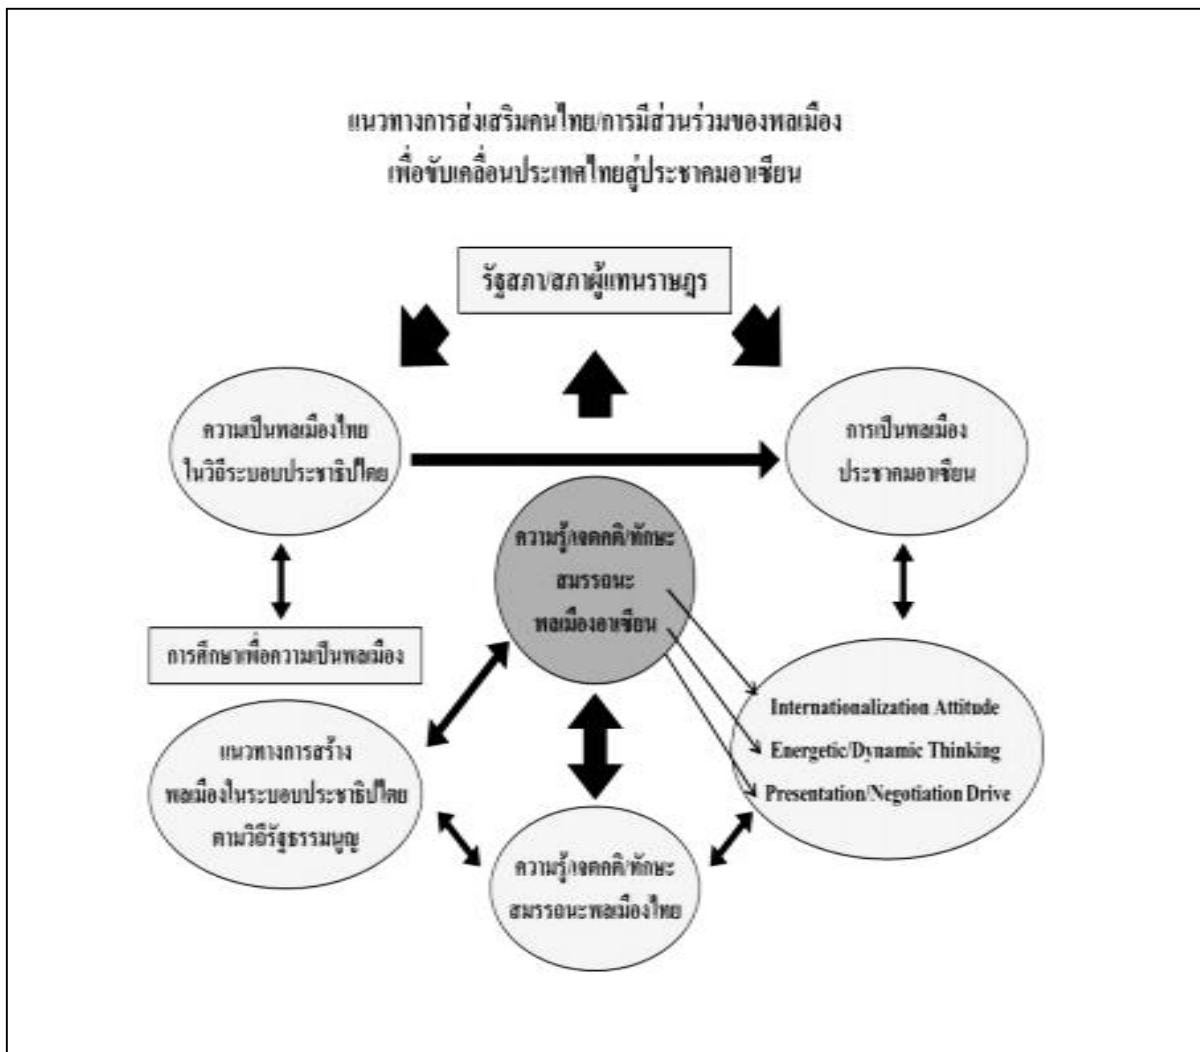 แนวทางการส่งเสริมคนไทย/การมีส่วนร่วมของพลเมือง
เพื่อขับเคลื่อนประเทศไทยสู่ประชาคมอาเซียน
รัฐสภา/สภาผู้แทนราษฎร
ความเป็นพลเมืองไทย
ในวิถีระบอบประชาธิปไตย
การเป็นพลเมือง
ประชาคมอาเซียน
ความรู้/เจตคติ/ทักษะ
สมรรถนะ
พลเมืองอาเซียน
การศึกษาเพื่อความเป็นพลเมือง
แนวทางการสร้าง
พลเมืองในระบอบประชาธิปไตย
ตามวิถีรัฐธรรมนูญ
Internationalization Attitude
Energetic/Dynamic Thinking
Presentation/Negotiation Drive
ความรู้/เจตคติ/ทักษะ
สมรรถนะพลเมืองไทย